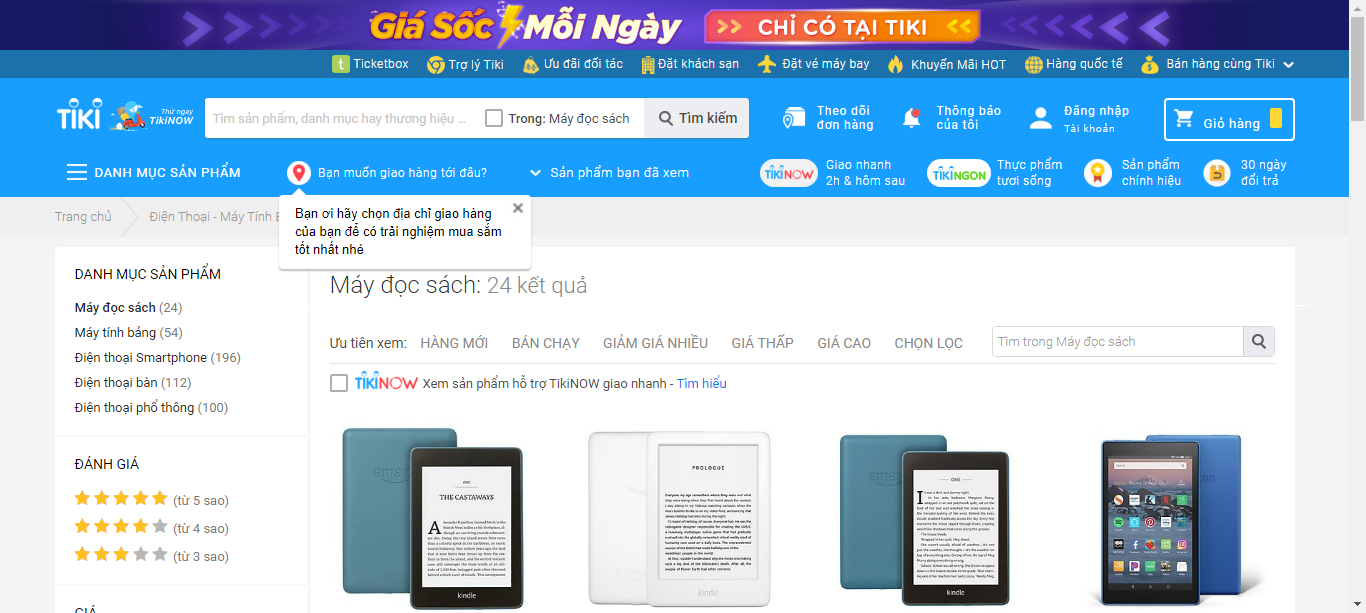 Giá Sốc Mỗi Ngày
>> CHỈ CÓ TẠI TIKI <<
Ticketbox
Trợ lý Tiki
Ưu đãi đối tác
Đặt khách sạn
Đặt vé máy bay
Khuyến Mãi HOT
Hàng quốc tế
Bán hàng cùng Tiki
TIKI
Thử ngay
TikiNOW
Tìm sản phẩm, danh mục hay thương hiệu ...
Trong: Máy đọc sách
Tìm kiếm
Theo dõi
đơn hàng
Thông báo
của tôi
Đăng nhập
Tài khoản
Giỏ hàng
DANH MỤC SẢN PHẨM
Bạn muốn giao hàng tới đâu?
Sản phẩm bạn đã xem
TIKINOW
Giao nhanh
2h & hôm sau
TIKINGON
Thực phẩm
tươi sống
Sản phẩm
chính hiệu
30 ngày
đổi trả
Trang chủ
Điện Thoại - Máy Tính
Bạn ơi hãy chọn địa chỉ giao hàng
của bạn để có trải nghiệm mua sắm
tốt nhất nhé
DANH MỤC SẢN PHẨM
Máy đọc sách (24)
Máy tính bảng (54)
Điện thoại Smartphone (196)
Điện thoại bàn (112)
Điện thoại phổ thông (100)
ĐÁNH GIÁ
(từ 5 sao)
(từ 4 sao)
(từ 3 sao)
GIÁ
Máy đọc sách: 24 kết quả
Ưu tiên xem:
HÀNG MỚI
BÁN CHẠY
GIẢM GIÁ NHIỀU
GIÁ THẤP
GIÁ CAO
CHỌN LỌC
Tìm trong Máy đọc sách
TIKINOW Xem sản phẩm hỗ trợ TikiNOW giao nhanh - Tìm hiểu
THE CASTAWAYS
kindle
PROLOGUE
kindle
ONE
kindle